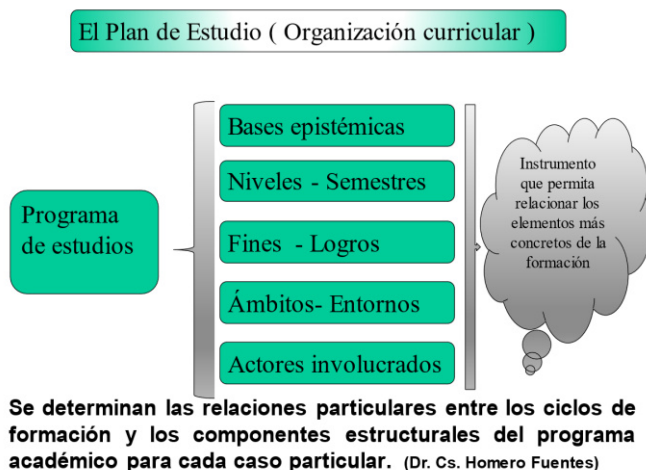 El Plan de Estudio ( Organización curricular )
Bases epistémicas
Niveles - Semestres
Programa
de estudios
Fines - Logros
Ámbitos- Entornos
Actores involucrados
Instrumento
que permita
relacionar los
elementos más
concretos de la
formación
Se determinan las relaciones particulares entre los ciclos de
formación y los componentes estructurales del programa
académico para cada caso particular. (Dr. Cs. Homero Fuentes)